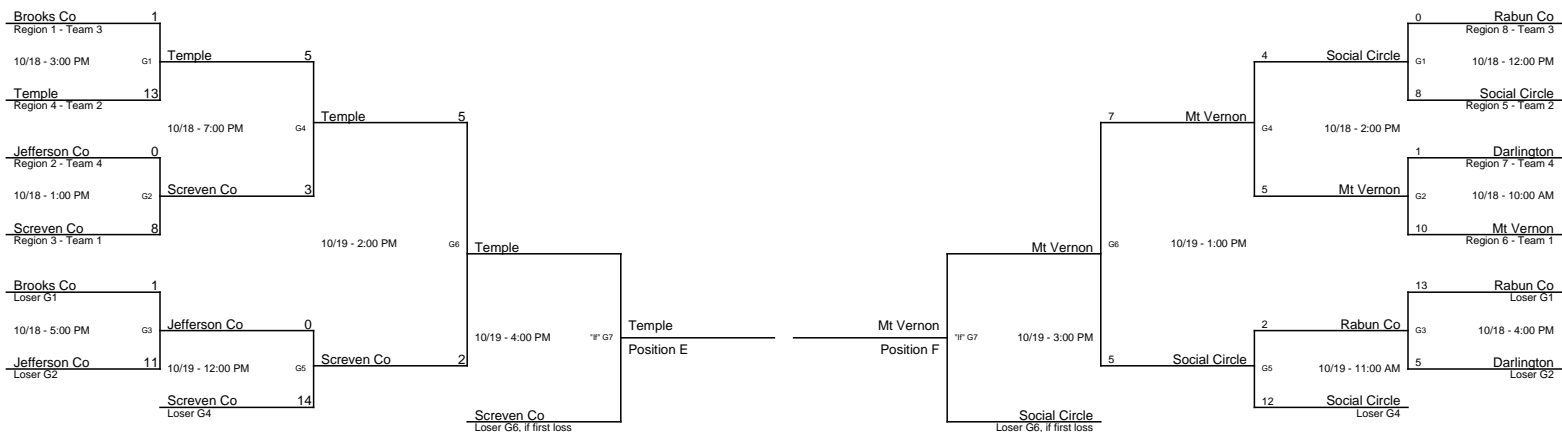 Brooks Co 1
Region 1 - Team 3
10/18 - 3:00 PM G1
Temple 5
Temple 13
Region 4 - Team 2
10/18 - 7:00 PM G4
Temple 5
Jefferson Co 0
Region 2 - Team 4
10/18 - 1:00 PM G2
Screven Co 3
Screven Co 8
Region 3 - Team 1
10/19 - 2:00 PM G6
Temple
Brooks Co 1
Loser G1
10/18 - 5:00 PM G3
Jefferson Co 0
Jefferson Co 11
Loser G2
10/19 - 12:00 PM G5
Screven Co 2
Screven Co 14
Loser G4
10/19 - 4:00 PM "If" G7
Temple
Position E
Screven Co
Loser G6, if first loss
0 Rabun Co
Region 8 - Team 3
G1 10/18 - 12:00 PM
4 Social Circle
8 Social Circle
Region 5 - Team 2
G4 10/18 - 2:00 PM
7 Mt Vernon
1 Darlington
Region 7 - Team 4
G2 10/18 - 10:00 AM
5 Mt Vernon
10 Mt Vernon
Region 6 - Team 1
G6 10/19 - 1:00 PM
Mt Vernon
13 Rabun Co
Loser G1
G3 10/18 - 4:00 PM
2 Rabun Co
5 Darlington
Loser G2
G5 10/19 - 11:00 AM
5 Social Circle
12 Social Circle
Loser G4
"If" G7 10/19 - 3:00 PM
Mt Vernon
Position F
Social Circle
Loser G6, if first loss